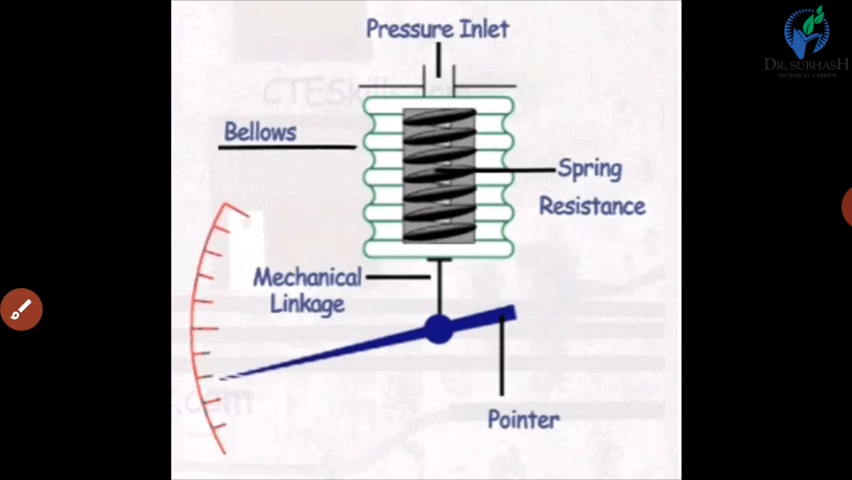 Pressure Inlet
DR. SUBHASH
TECHNICAL CAMPUS
Bellows
Spring
Resistance
Mechanical
Linkage
Pointer